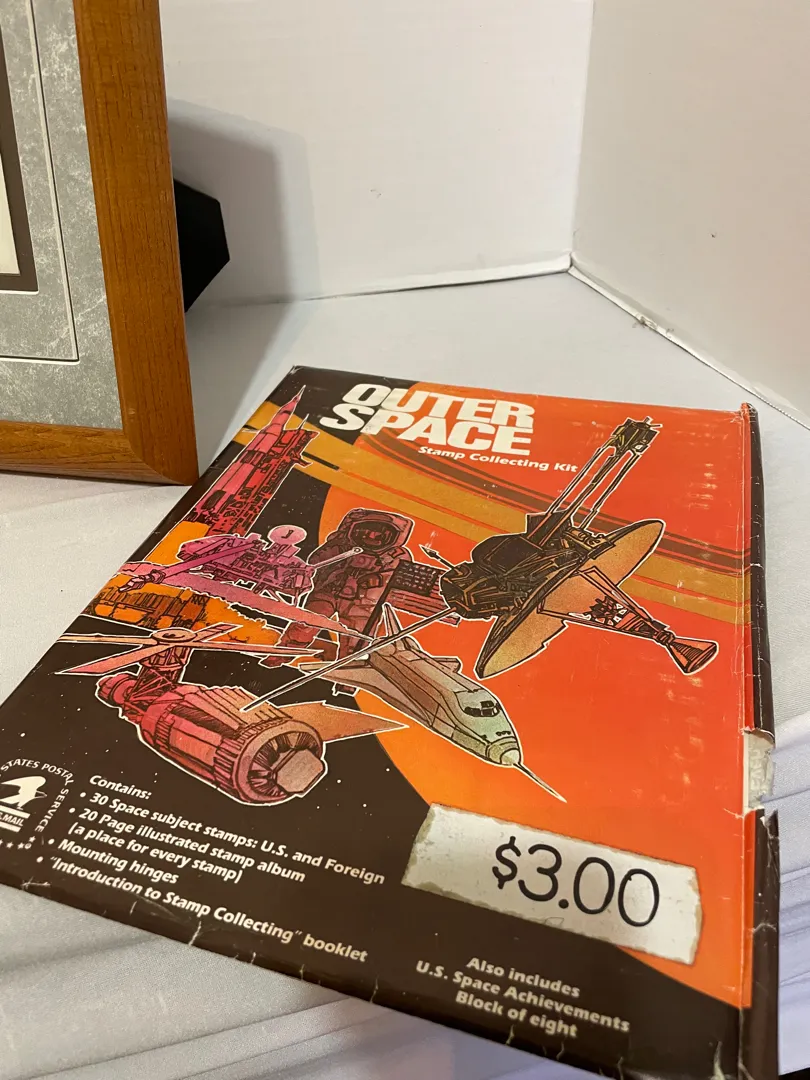 OUTER
SPACE
Stamp Collecting Kit
STATES POSTAL SERVICE
MAIL
Contains:
• 30 Space subject stamps: U.S. and Foreign
• 20 Page illustrated stamp album
(a place for every stamp)
• Mounting hinges
• "Introduction to Stamp Collecting" booklet
$3.00
Also includes
U.S. Space Achievements
Block of eight